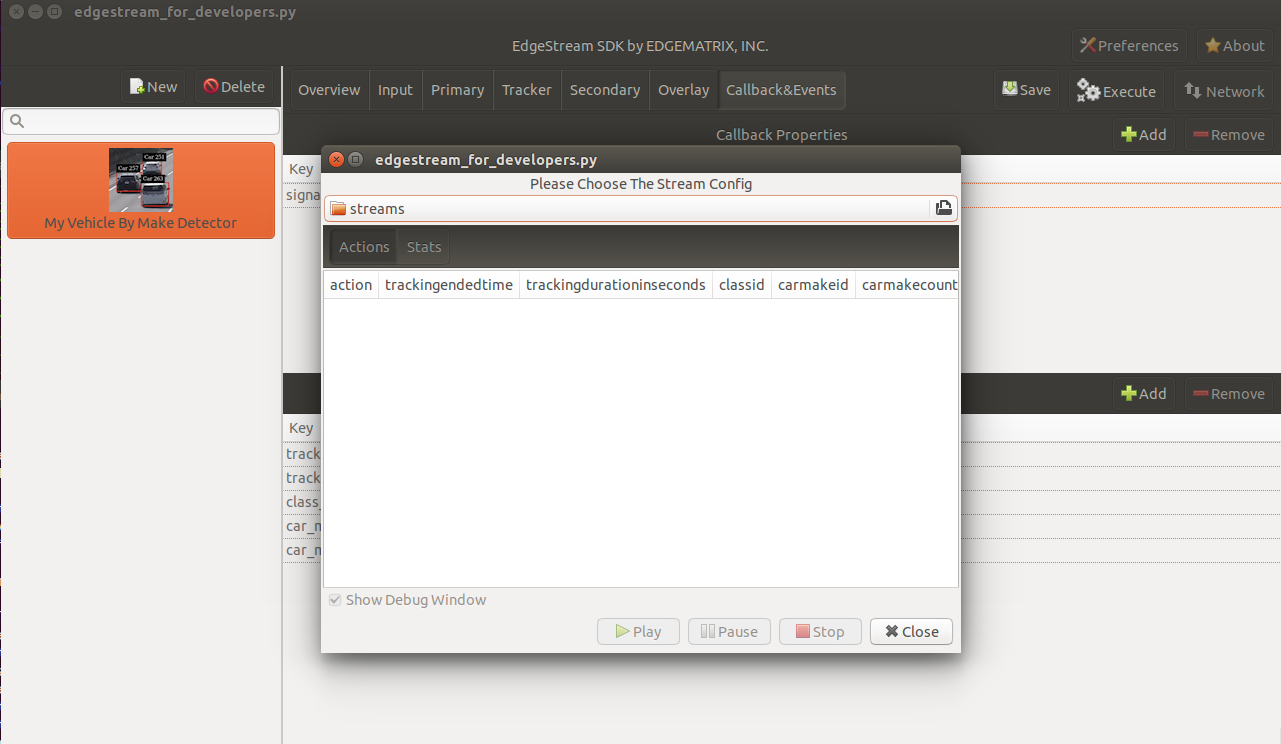 edgestream_for_developers.py
EdgeStream SDK by EDGEMATRIX, INC.
Preferences
About
New
Delete
Overview
Input
Primary
Tracker
Secondary
Overlay
Callback&Events
Save
Execute
Network
Callback Properties
Add
Remove
Key
signa
Car 251
Car 257
Car 263
My Vehicle By Make Detector
edgestream_for_developers.py
Please Choose The Stream Config
streams
Actions
Stats
action
trackingendedtime
trackingdurationinseconds
classid
carmakeid
carmakecount
Add
Remove
Key
track
track
class_
car_m
car_m
Show Debug Window
Play
Pause
Stop
Close